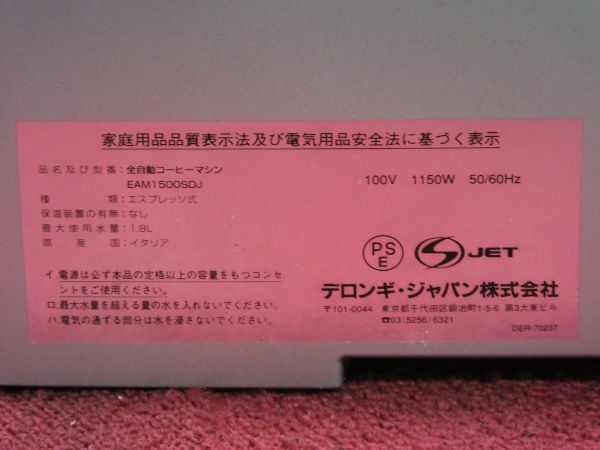 家庭用品品質表示法及び電気用品安全法に基づく表示
品名及び型番：全自動コーヒーマシン
EAM1500SDJ
100V 1150W 50/60Hz
種類：エスプレッソ式
保温装置の有無：なし
最大使用水量：1.8L
原産国：イタリア
PS
E
JET
イ.電源は必ず本品の定格以上の容量をもつコンセ
ントをご使用ください。
ロ.最大水量を超える量の水を入れないでください。
ハ.電気の通ずる部分は水を浸さないでください。
デロンギ・ジャパン株式会社
〒101-0044 東京都千代田区鍛冶町1-5-6 第3大東ビル
☎03(5256)6321
DER-70237